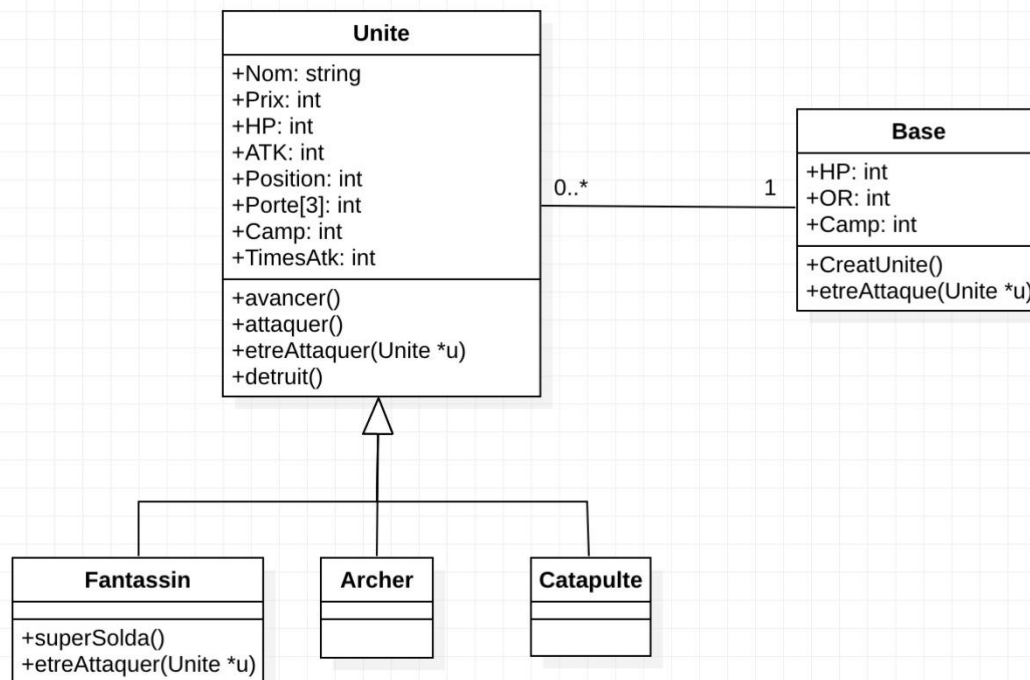 Unite
+Nom: string
+Prix: int
+HP: int
+ATK: int
+Position: int
+Porte[3]: int
+Camp: int
+TimesAtk: int
+avancer()
+attaquer()
+etreAttaquer(Unite *u)
+detruit()
0..*
1
Base
+HP: int
+OR: int
+Camp: int
+CreatUnite()
+etreAttaque(Unite *u)
Fantassin
+superSolda()
+etreAttaquer(Unite *u)
Archer
Catapulte